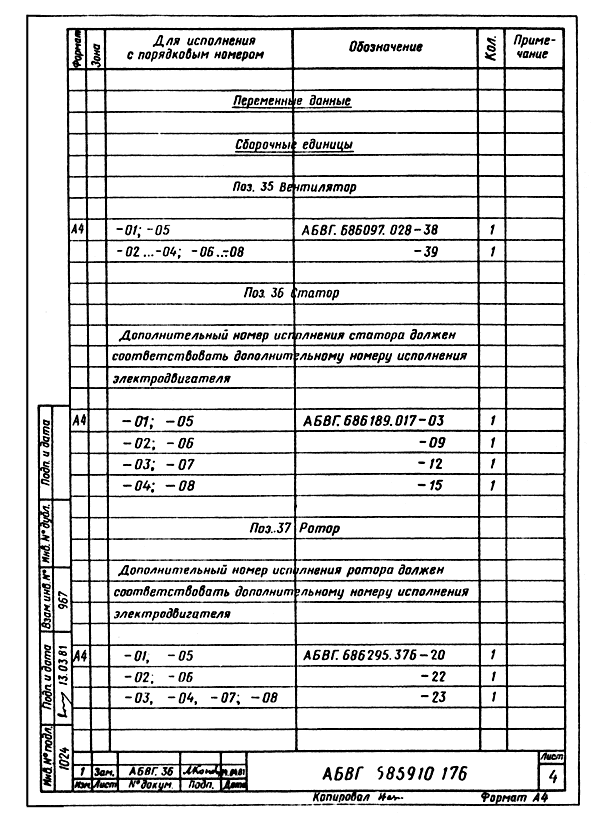 Формат Зона Для исполнения с порядковым номером Обозначение Кол. Примечание
Переменные данные
Сборочные единицы
Поз. 35 Вентилятор
А4 -01; -05 АБВГ. 686097. 028-38 1
-02...-04; -06...-08 -39 1
Поз. 36 Статор
Дополнительный номер исполнения статора должен
соответствовать дополнительному номеру исполнения
электродвигателя
А4 -01; -05 АБВГ. 686189.017-03 1
-02; -06 -09 1
-03; -07 -12 1
-04; -08 -15 1
Поз..37 Ротор
Дополнительный номер исполнения ротора должен
соответствовать дополнительному номеру исполнения
электродвигателя
А4 -01, -05 АБВГ. 686295. 376-20 1
-02; -06 -22 1
-03, -04, -07; -08 -23 1
Инв. № подл. Подп. и дата Взам инв № Инв. № дубл. Подп. и дата
1024 13.03.81 967
1 Зам. АБВГ. 36
Изм Лист № докум. Подп. Дата
АБВГ 585910 176
Лист
4
Копировал Формат А4